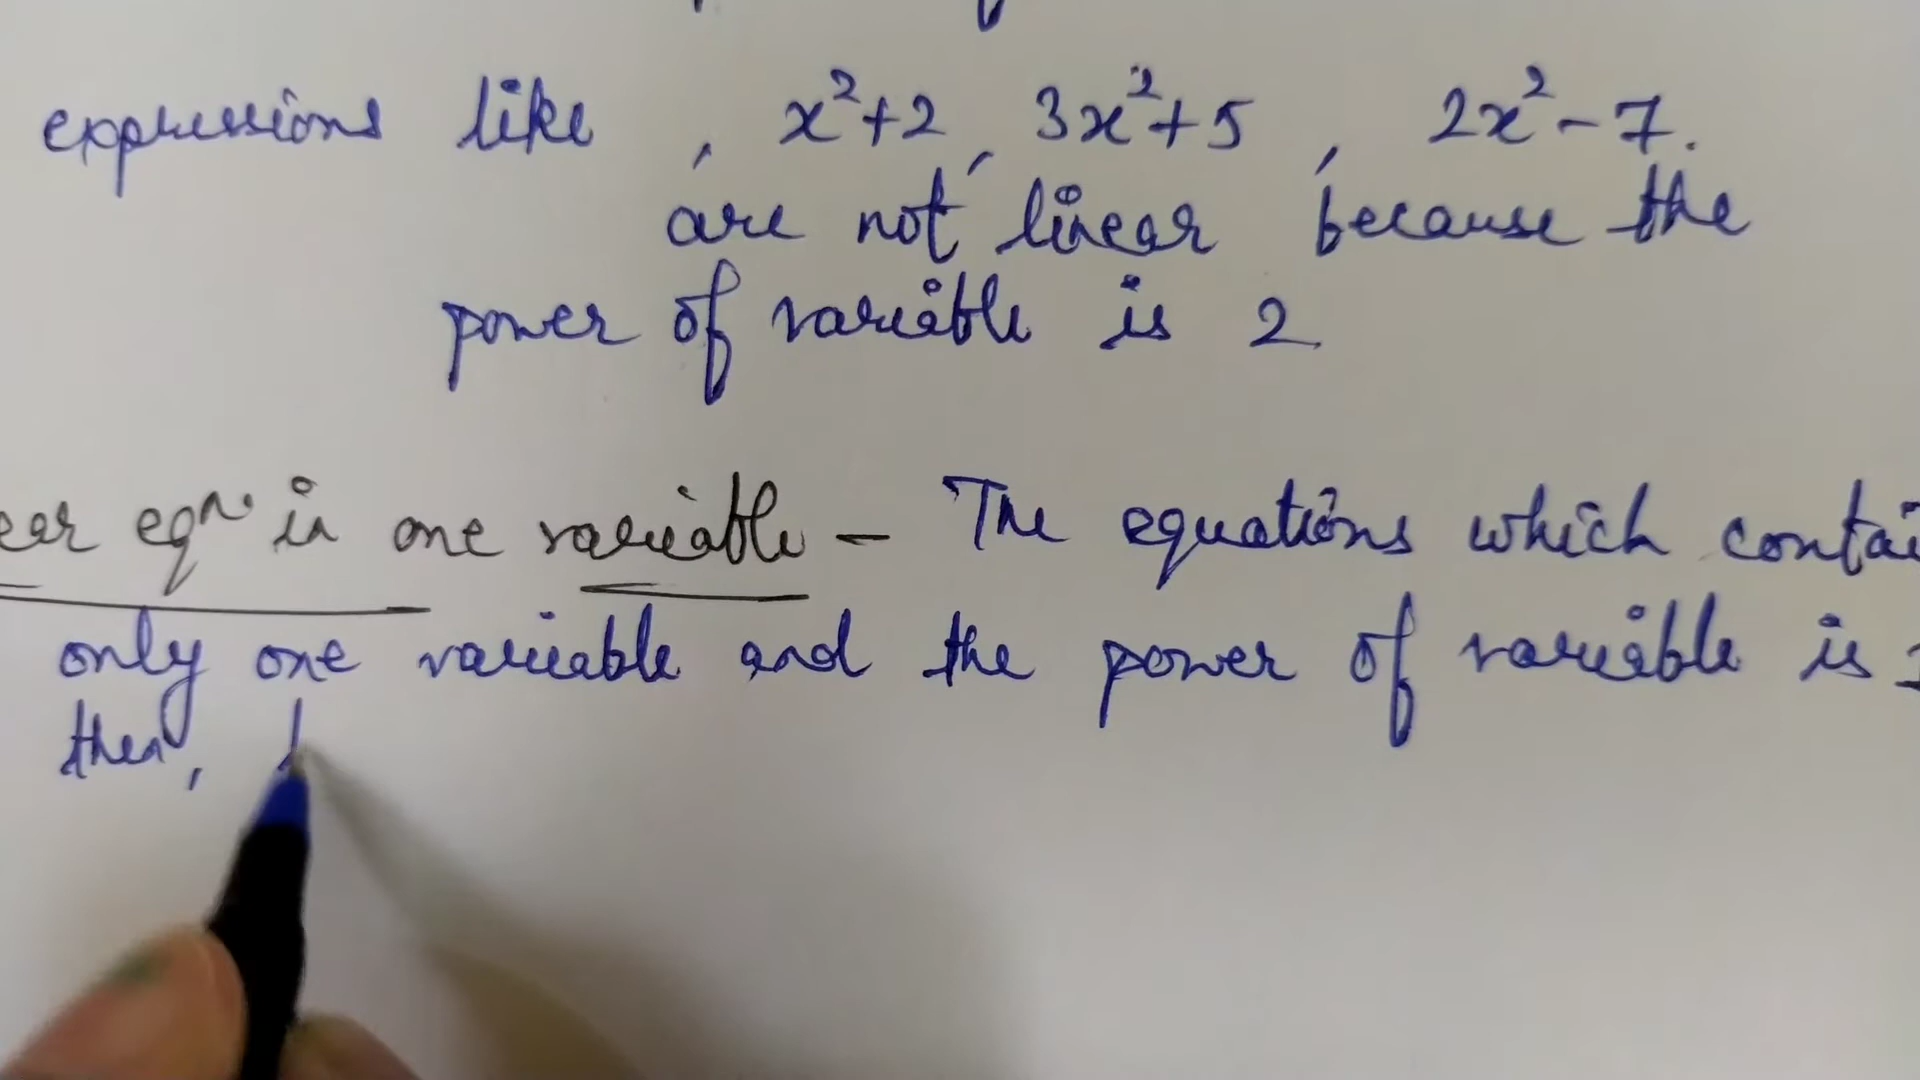 expressions like , x²+2, 3x²+5 , 2x²-7.
are not linear because the
power of variable is 2
ear eqⁿ. in one variable – The equations which contai
only one variable and the power of variable is 1
then,